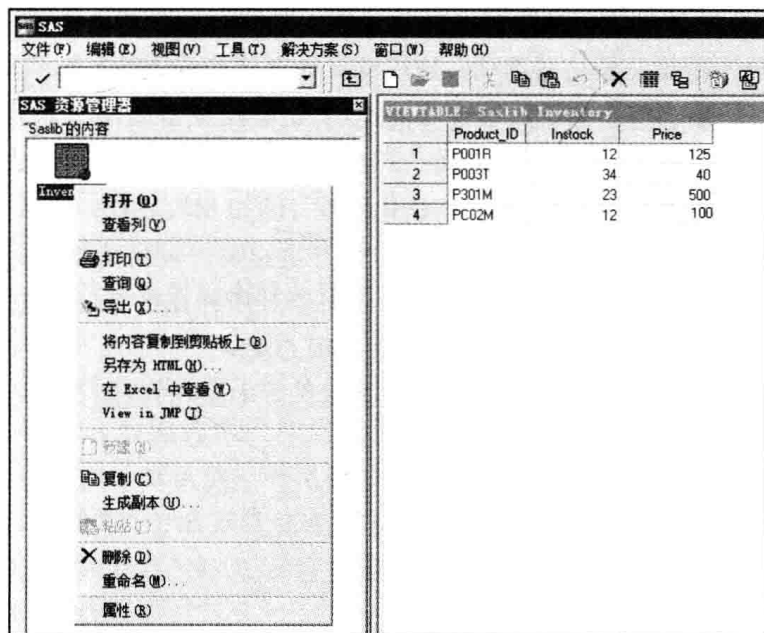 SAS
文件(F) 编辑(E) 视图(V) 工具(T) 解决方案(S) 窗口(W) 帮助(H)
SAS 资源管理器
"Saslib"的内容
Inven
打开(O)
查看列(V)
打印(T)
查询(Q)
导出(X)...
将内容复制到剪贴板上(B)
另存为 HTML(H)...
在 Excel 中查看(W)
View in JMP(J)
新建(N)
复制(C)
生成副本(U)...
粘贴(P)
删除(D)
重命名(M)...
属性(R)
VIEWTABLE: Saslib.Inventory
Product_ID Instock Price
1 P001R 12 125
2 P003T 34 40
3 P301M 23 500
4 PC02M 12 100